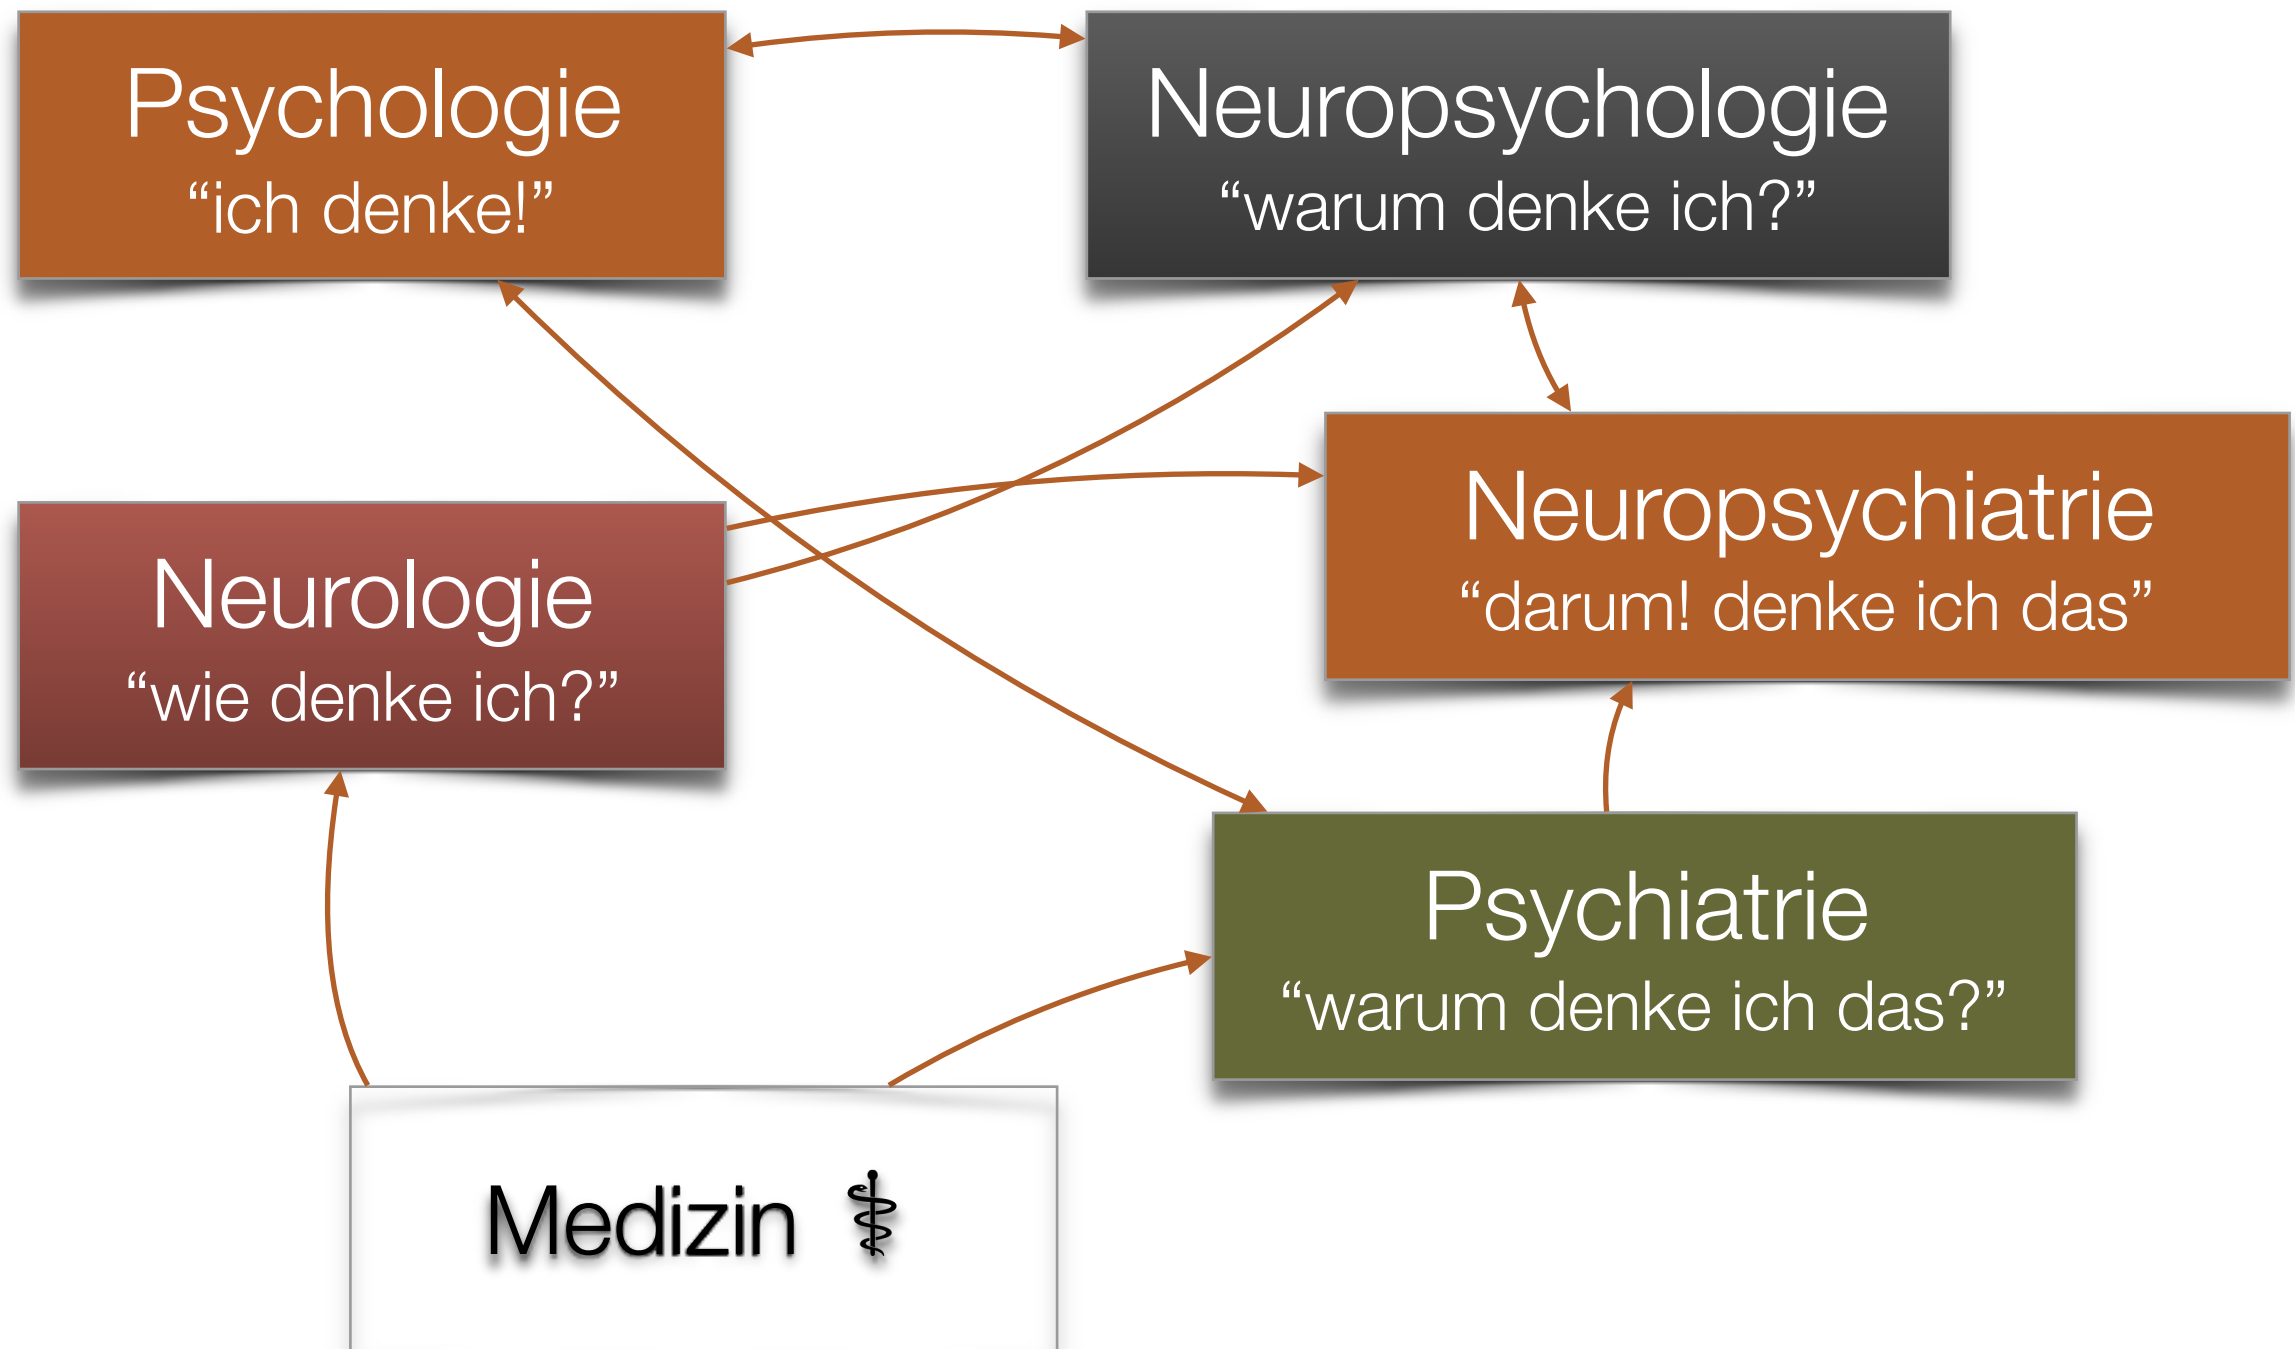 Psychologie
“ich denke!”
Neuropsychologie
“warum denke ich?”
Neuropsychiatrie
“darum! denke ich das”
Neurologie
“wie denke ich?”
Psychiatrie
“warum denke ich das?”
Medizin ⚕